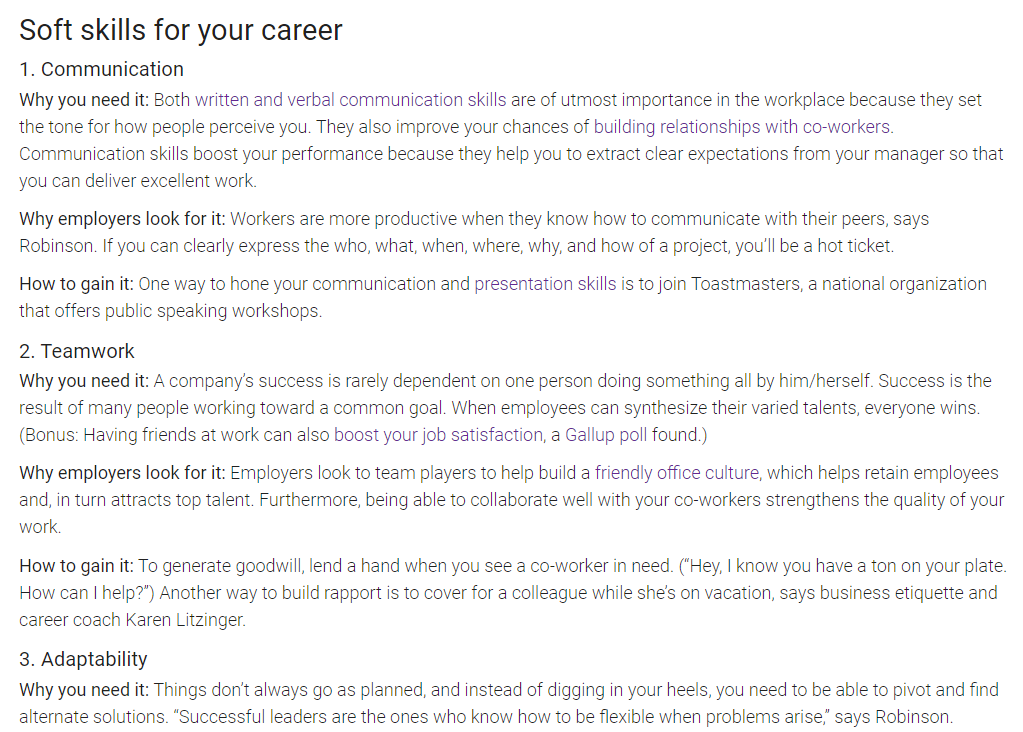 Soft skills for your career
1. Communication
Why you need it: Both written and verbal communication skills are of utmost importance in the workplace because they set
the tone for how people perceive you. They also improve your chances of building relationships with co-workers.
Communication skills boost your performance because they help you to extract clear expectations from your manager so that
you can deliver excellent work.
Why employers look for it: Workers are more productive when they know how to communicate with their peers, says
Robinson. If you can clearly express the who, what, when, where, why, and how of a project, you’ll be a hot ticket.
How to gain it: One way to hone your communication and presentation skills is to join Toastmasters, a national organization
that offers public speaking workshops.
2. Teamwork
Why you need it: A company’s success is rarely dependent on one person doing something all by him/herself. Success is the
result of many people working toward a common goal. When employees can synthesize their varied talents, everyone wins.
(Bonus: Having friends at work can also boost your job satisfaction, a Gallup poll found.)
Why employers look for it: Employers look to team players to help build a friendly office culture, which helps retain employees
and, in turn attracts top talent. Furthermore, being able to collaborate well with your co-workers strengthens the quality of your
work.
How to gain it: To generate goodwill, lend a hand when you see a co-worker in need. (“Hey, I know you have a ton on your plate.
How can I help?”) Another way to build rapport is to cover for a colleague while she’s on vacation, says business etiquette and
career coach Karen Litzinger.
3. Adaptability
Why you need it: Things don’t always go as planned, and instead of digging in your heels, you need to be able to pivot and find
alternate solutions. “Successful leaders are the ones who know how to be flexible when problems arise,” says Robinson.